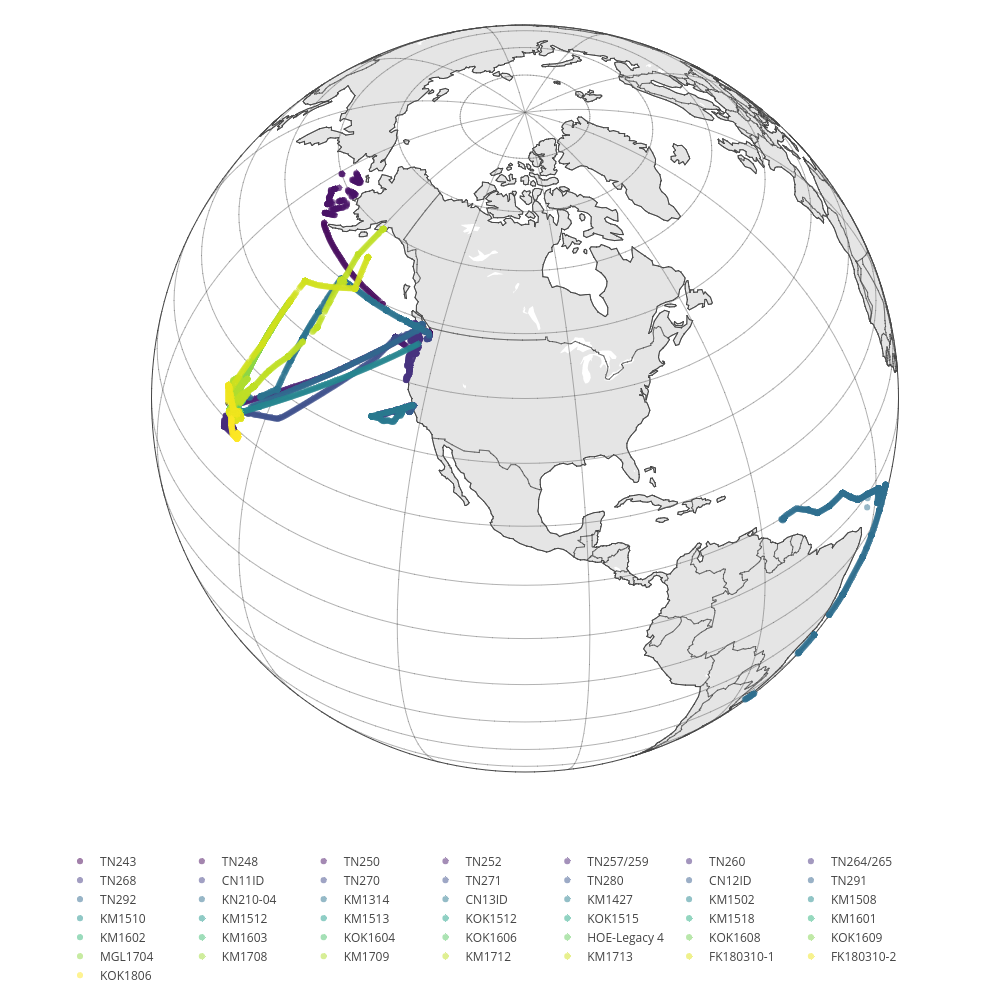 TN243 TN248 TN250 TN252 TN257/259 TN260 TN264/265
TN268 CN11ID TN270 TN271 TN280 CN12ID TN291
TN292 KN210-04 KM1314 CN13ID KM1427 KM1502 KM1508
KM1510 KM1512 KM1513 KOK1512 KOK1515 KM1518 KM1601
KM1602 KM1603 KOK1604 KOK1606 HOE-Legacy 4 KOK1608 KOK1609
MGL1704 KM1708 KM1709 KM1712 KM1713 FK180310-1 FK180310-2
KOK1806